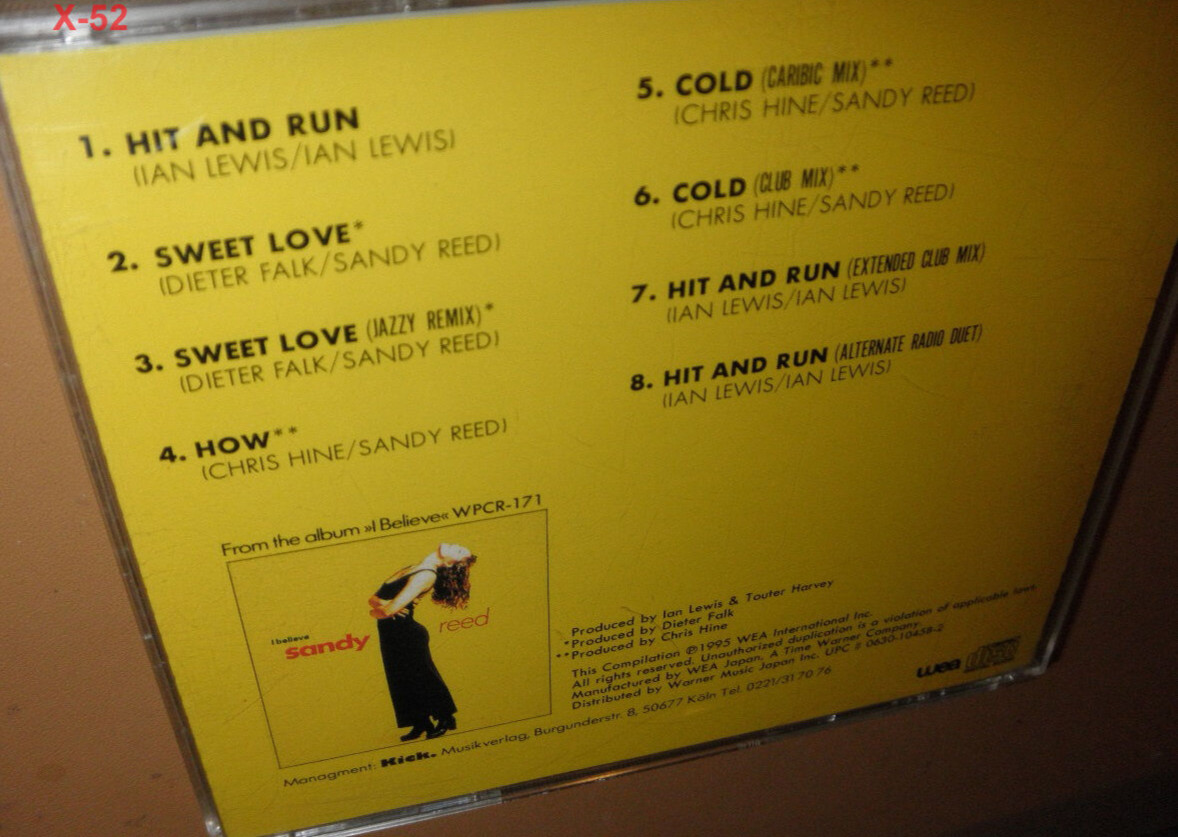 X-52
1. HIT AND RUN
(IAN LEWIS/IAN LEWIS)
2. SWEET LOVE*
(DIETER FALK/SANDY REED)
3. SWEET LOVE (JAZZY REMIX)*
(DIETER FALK/SANDY REED)
4. HOW**
(CHRIS HINE/SANDY REED)
5. COLD (CARIBIC MIX)**
(CHRIS HINE/SANDY REED)
6. COLD (CLUB MIX)**
(CHRIS HINE/SANDY REED)
7. HIT AND RUN (EXTENDED CLUB MIX)
(IAN LEWIS/IAN LEWIS)
8. HIT AND RUN (ALTERNATE RADIO DUET)
(IAN LEWIS/IAN LEWIS)
From the album »I Believe« WPCR-171
I believe
sandy
reed
Produced by Ian Lewis & Touter Harvey
*Produced by Dieter Falk
**Produced by Chris Hine
This Compilation ℗1995 WEA International Inc.
All rights reserved. Unauthorized duplication is a violation of applicable laws
Manufactured by WEA Japan, A Time Warner Company.
Distributed by Warner Music Japan Inc. UPC # 0630-10458-2
wea
Managment: Kick. Musikverlag, Burgunderstr. 8, 50677 Köln Tel. 0221/31 70 76